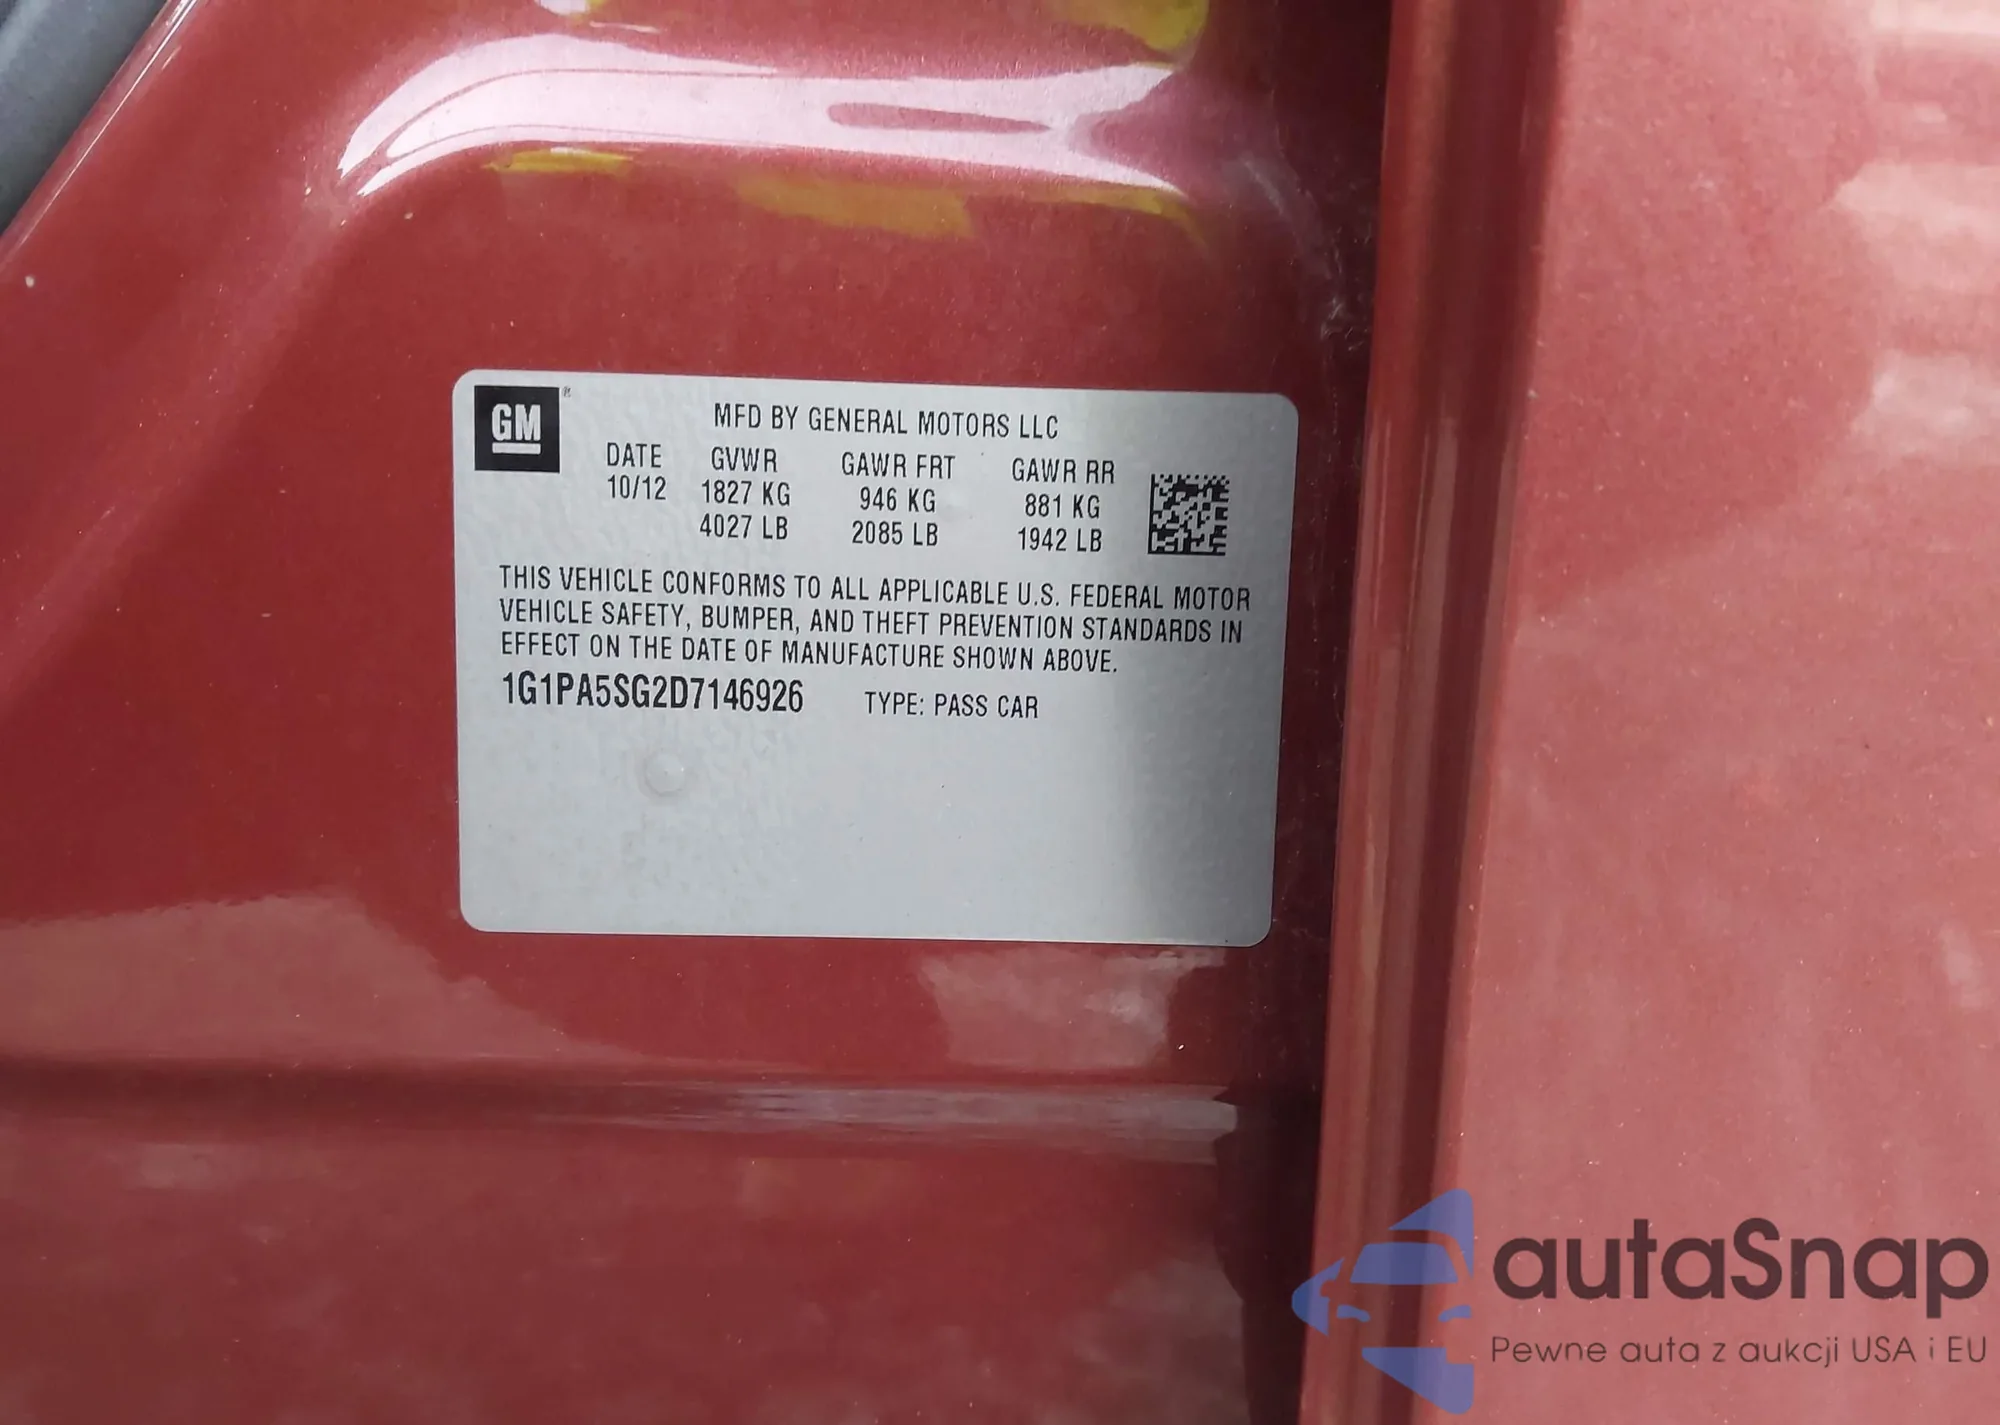 GM ®
MFD BY GENERAL MOTORS LLC
DATE GVWR GAWR FRT GAWR RR
10/12 1827 KG 946 KG 881 KG
4027 LB 2085 LB 1942 LB
THIS VEHICLE CONFORMS TO ALL APPLICABLE U.S. FEDERAL MOTOR
VEHICLE SAFETY, BUMPER, AND THEFT PREVENTION STANDARDS IN
EFFECT ON THE DATE OF MANUFACTURE SHOWN ABOVE.
1G1PA5SG2D7146926 TYPE: PASS CAR
autaSnap
Pewne auta z aukcji USA i EU